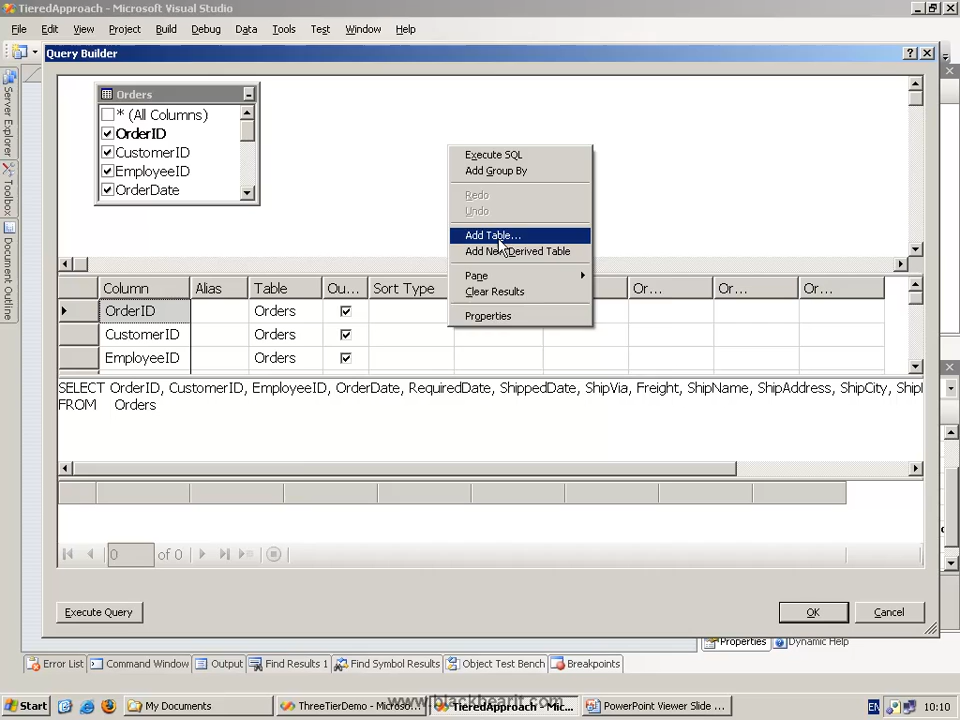 TieredApproach - Microsoft Visual Studio
File Edit View Project Build Debug Data Tools Test Window Help
Query Builder
Server Explorer
Toolbox
Document Outline
Orders
* (All Columns)
OrderID
CustomerID
EmployeeID
OrderDate
Execute SQL
Add Group By
Redo
Undo
Add Table...
Add New Derived Table
Pane
Clear Results
Properties
Column Alias Table Ou... Sort Type Or... Or... Or...
OrderID Orders
CustomerID Orders
EmployeeID Orders
SELECT OrderID, CustomerID, EmployeeID, OrderDate, RequiredDate, ShippedDate, ShipVia, Freight, ShipName, ShipAddress, ShipCity,
FROM Orders
0 of 0
Execute Query OK Cancel
Properties Dynamic Help
Error List Command Window Output Find Results 1 Find Symbol Results Object Test Bench Breakpoints
www.blackbearit.com
Start My Documents ThreeTierDemo - Microso... TieredApproach - Mic... PowerPoint Viewer Slide ... EN 10:10